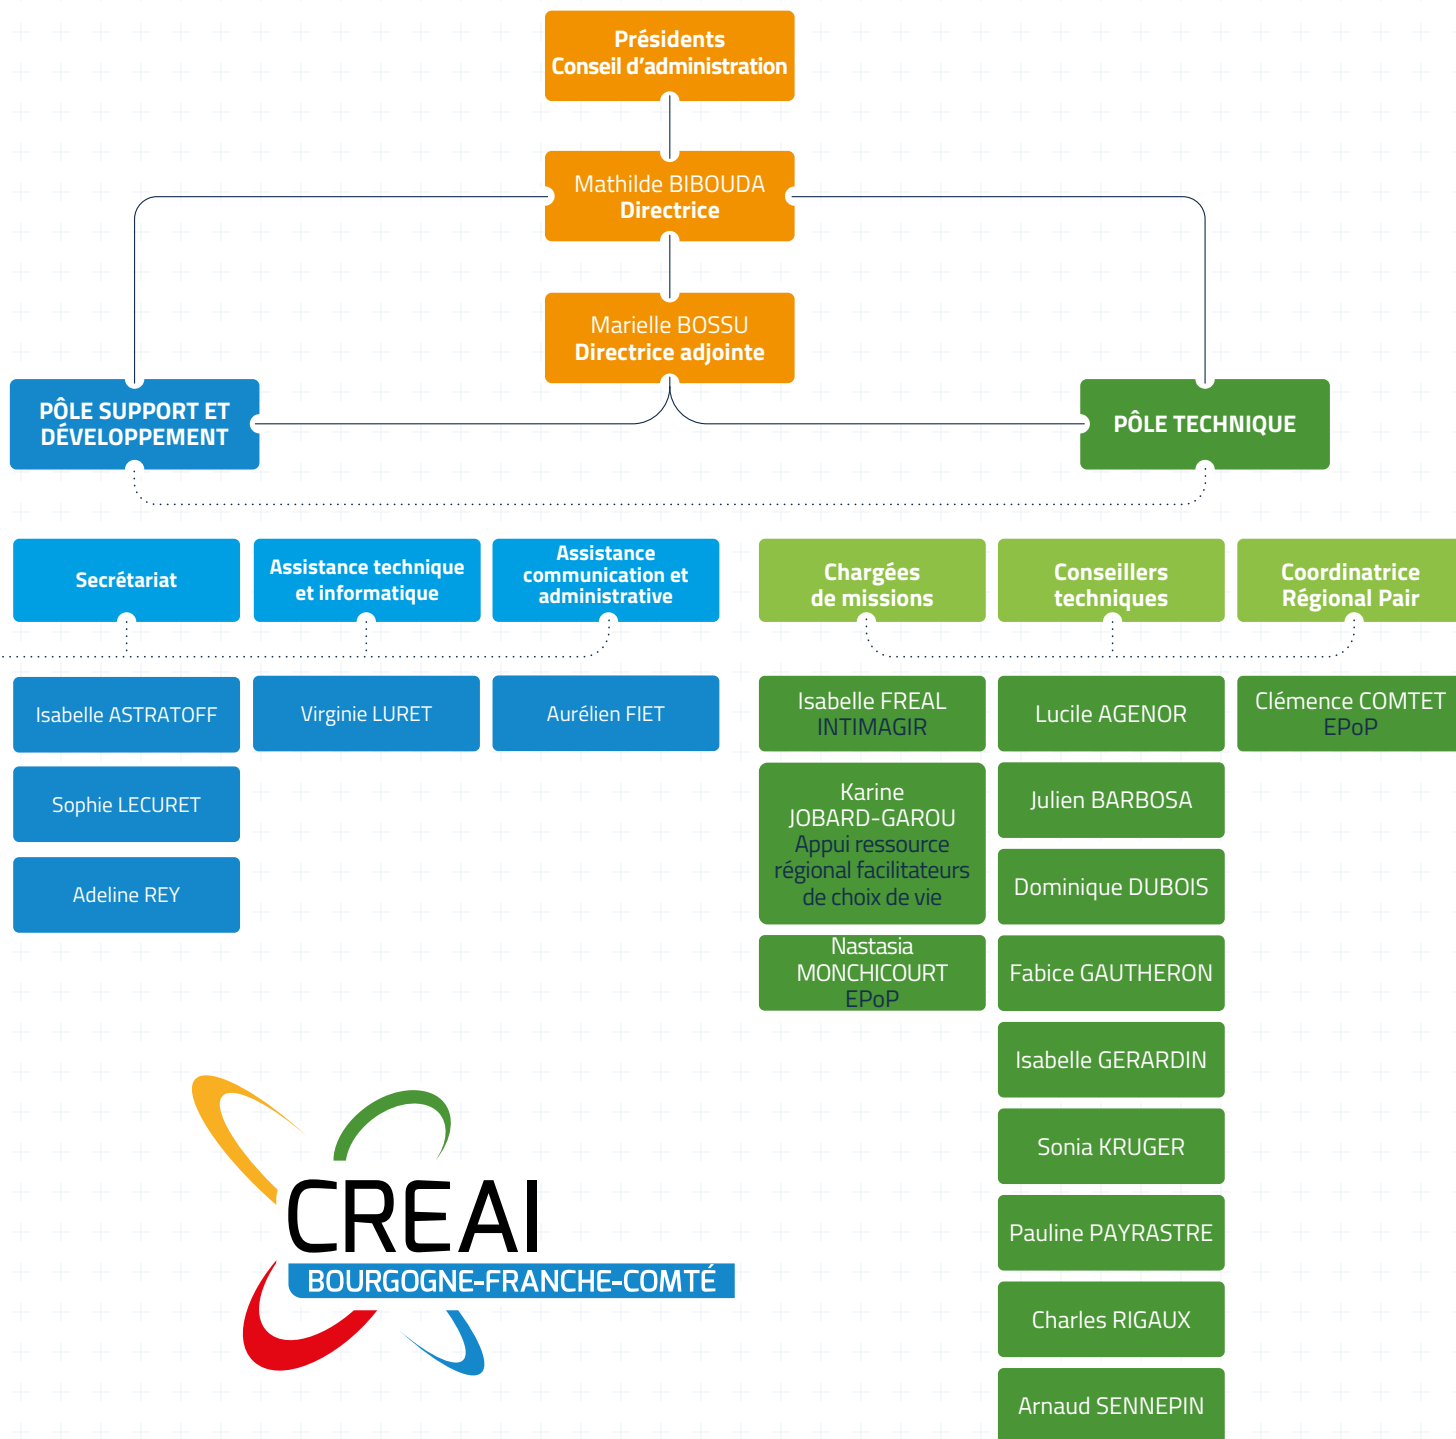 Présidents
Conseil d'administration
Mathilde BIBOUDA
Directrice
Marielle BOSSU
Directrice adjointe
PÔLE SUPPORT ET
DÉVELOPPEMENT
PÔLE TECHNIQUE
Secrétariat
Assistance technique
et informatique
Assistance
communication et
administrative
Chargées
de missions
Conseillers
techniques
Coordinatrice
Régional Pair
Isabelle ASTRATOFF
Sophie LECURET
Adeline REY
Virginie LURET
Aurélien FIET
Isabelle FREAL
INTIMAGIR
Karine
JOBARD-GAROU
Appui ressource
régional facilitateurs
de choix de vie
Nastasia
MONCHICOURT
EPoP
Lucile AGENOR
Julien BARBOSA
Dominique DUBOIS
Fabice GAUTHERON
Isabelle GERARDIN
Sonia KRUGER
Pauline PAYRASTRE
Charles RIGAUX
Arnaud SENNEPIN
Clémence COMTET
EPoP
CREAI
BOURGOGNE-FRANCHE-COMTÉ